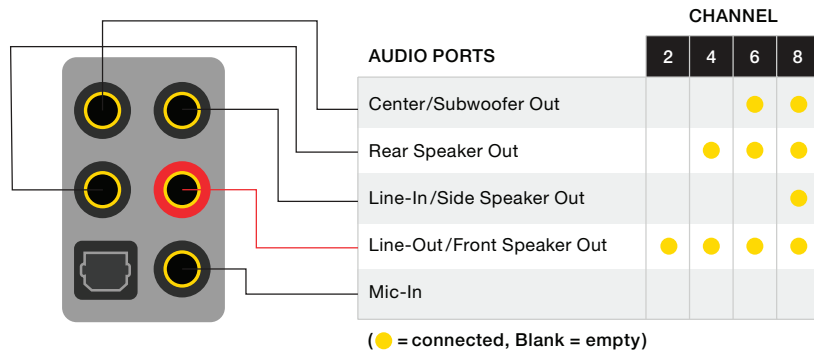 CHANNEL
AUDIO PORTS 2 4 6 8
Center/Subwoofer Out
Rear Speaker Out
Line-In/Side Speaker Out
Line-Out/Front Speaker Out
Mic-In
( = connected, Blank = empty)